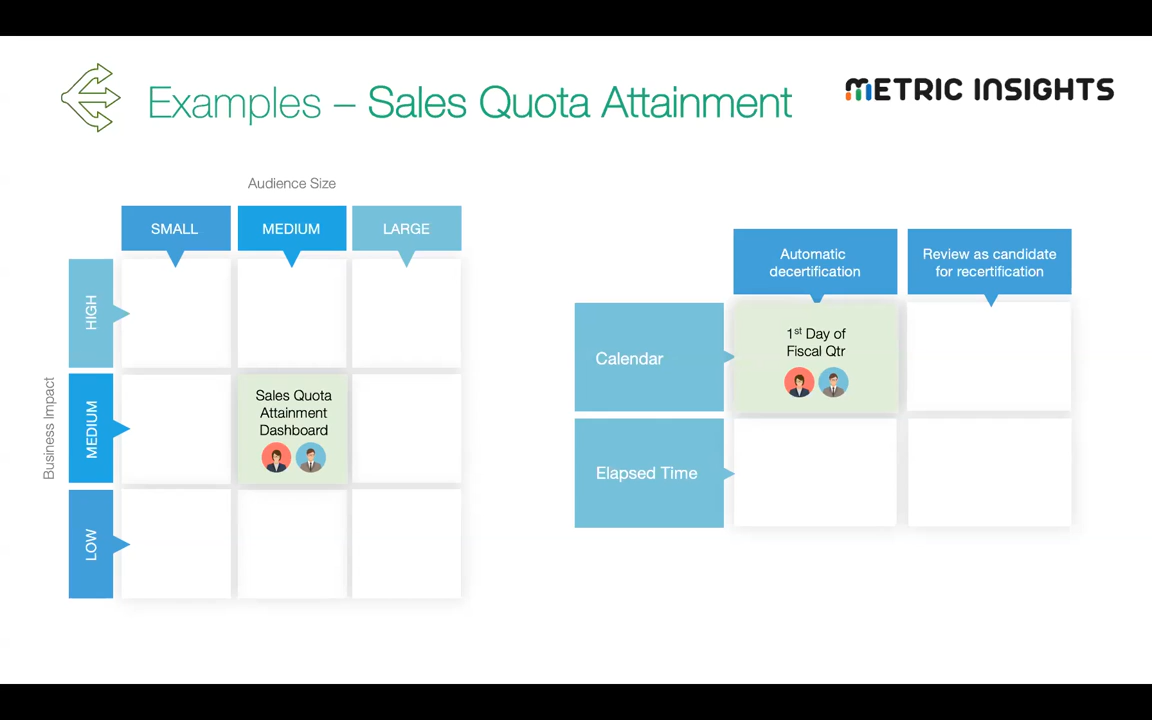 Examples – Sales Quota Attainment
METRIC INSIGHTS
Audience Size
SMALL
MEDIUM
LARGE
Business Impact
HIGH
MEDIUM
LOW
Sales Quota
Attainment
Dashboard
Automatic
decertification
Review as candidate
for recertification
Calendar
1st Day of
Fiscal Qtr
Elapsed Time